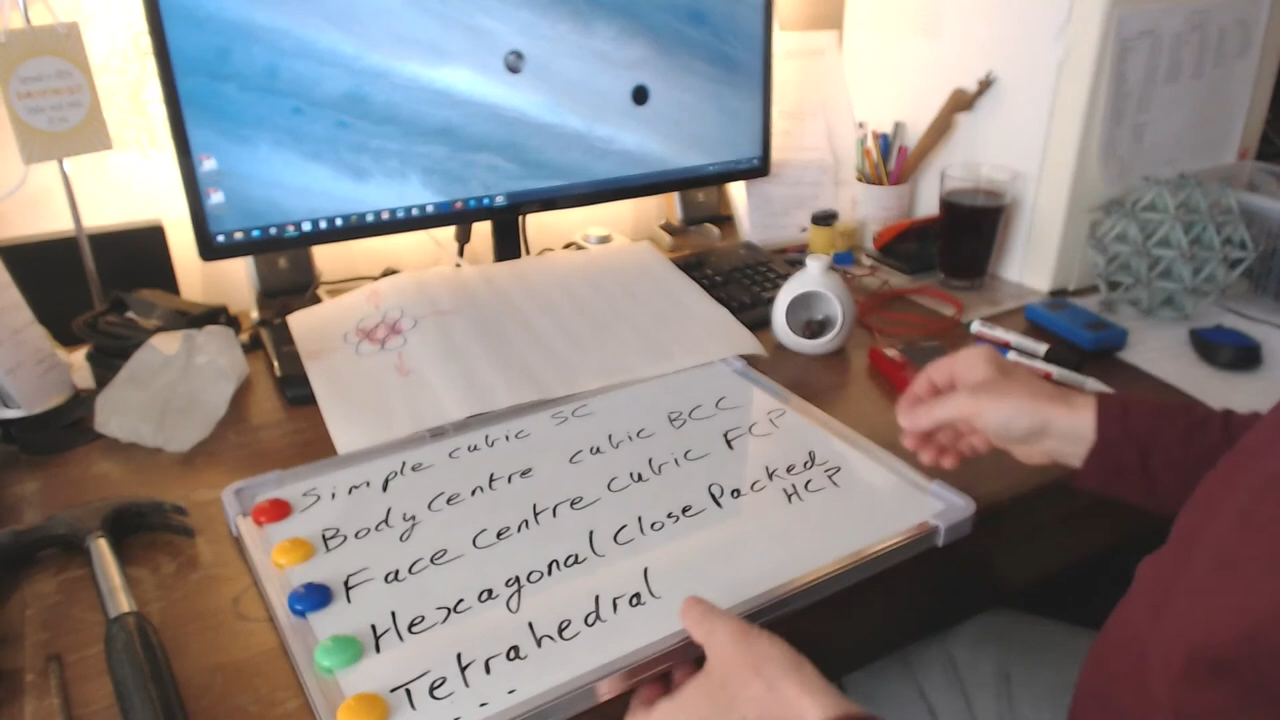 Simple cubic SC
Body centre cubic BCC
Face centre cubic FCP
Hexagonal Close Packed
HCP
Tetrahedral